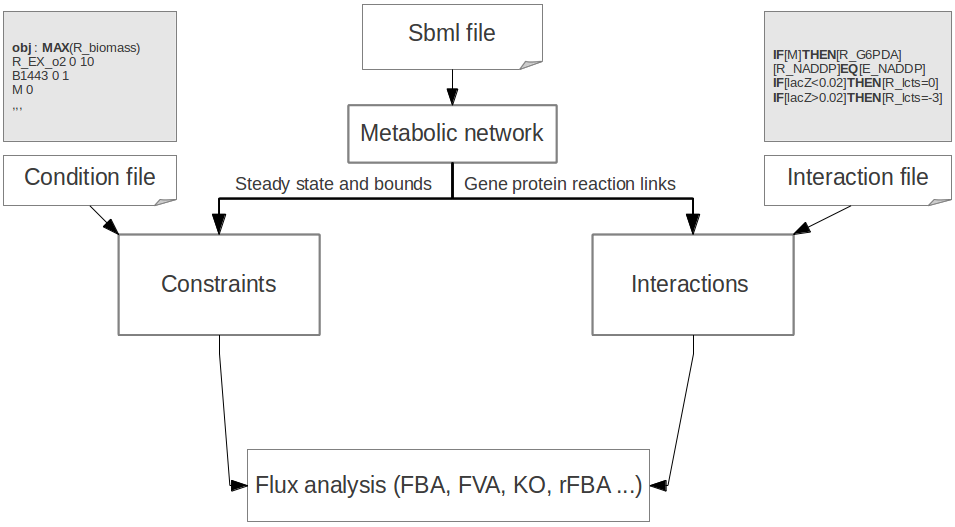 obj : MAX(R_biomass)
R_EX_o2 0 10
B1443 0 1
M 0
,,,
Condition file
Sbml file
Metabolic network
Steady state and bounds
Gene protein reaction links
IF[M]THEN[R_G6PDA]
[R_NADDP]EQ[E_NADDP]
IF[lacZ<0.02]THEN[R_lcts=0]
IF[lacZ>0.02]THEN[R_lcts=-3]
Interaction file
Constraints
Interactions
Flux analysis (FBA, FVA, KO, rFBA ...)